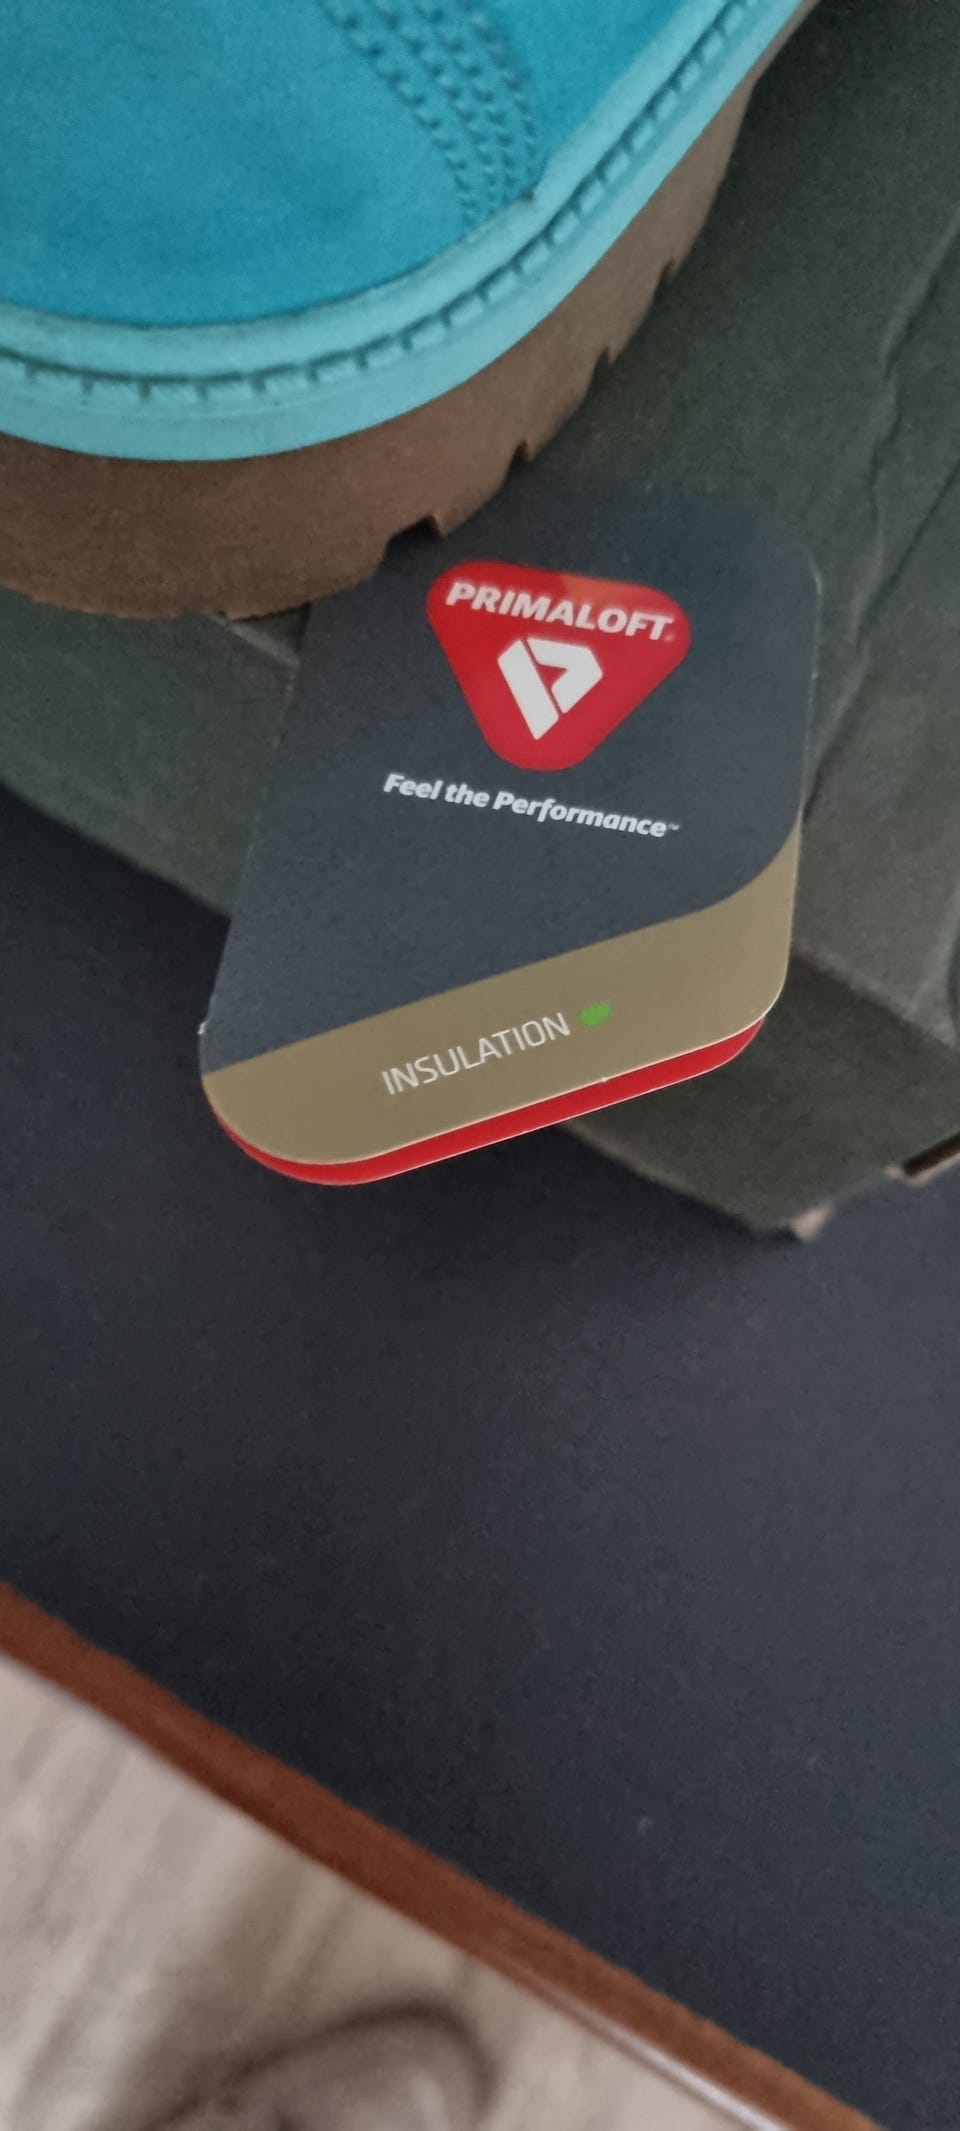 PRIMALOFT®
Feel the Performance™
INSULATION